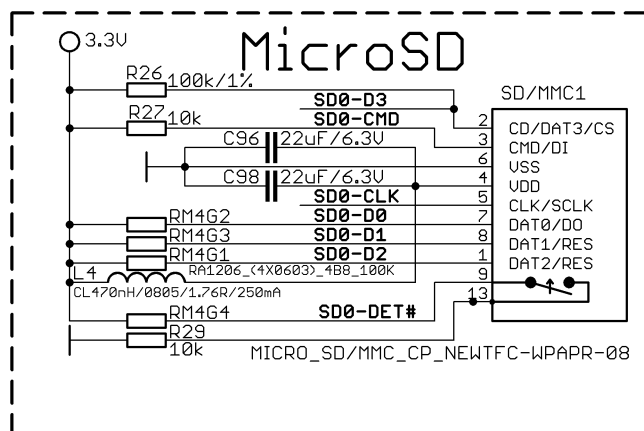 3.3V
MicroSD
R26 100k/1%
SD/MMC1
SD0-D3
R27 10k
SD0-CMD
2 CD/DAT3/CS
C96 22uF/6.3V
3 CMD/DI
6 VSS
C98 22uF/6.3V
4 VDD
SD0-CLK
5 CLK/SCLK
RM4G2 SD0-D0
7 DAT0/DO
RM4G3 SD0-D1
8 DAT1/RES
RM4G1 SD0-D2
1 DAT2/RES
L4 RA1206_(4X0603)_4B8_100K
9
CL470nH/0805/1.76R/250mA
13
RM4G4 SD0-DET#
R29
10k
MICRO_SD/MMC_CP_NEWTFC-WPAPR-08